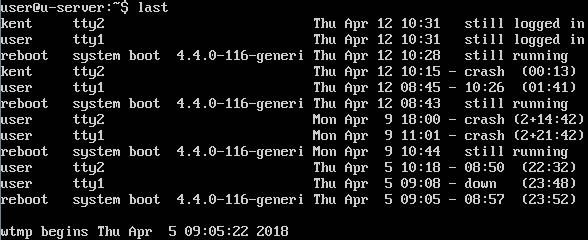 user@u-server:~$ last
kent     tty2                          Thu Apr 12 10:31   still logged in
user     tty1                          Thu Apr 12 10:31   still logged in
reboot   system boot  4.4.0-116-generi Thu Apr 12 10:28   still running
kent     tty2                          Thu Apr 12 10:15 - crash  (00:13)
user     tty1                          Thu Apr 12 08:45 - 10:26  (01:41)
reboot   system boot  4.4.0-116-generi Thu Apr 12 08:43   still running
user     tty2                          Mon Apr  9 18:00 - crash (2+14:42)
user     tty1                          Mon Apr  9 11:01 - crash (2+21:42)
reboot   system boot  4.4.0-116-generi Mon Apr  9 10:44   still running
user     tty2                          Thu Apr  5 10:18 - 08:50  (22:32)
user     tty1                          Thu Apr  5 09:08 - down   (23:48)
reboot   system boot  4.4.0-116-generi Thu Apr  5 09:05 - 08:57  (23:52)
wtmp begins Thu Apr  5 09:05:22 2018